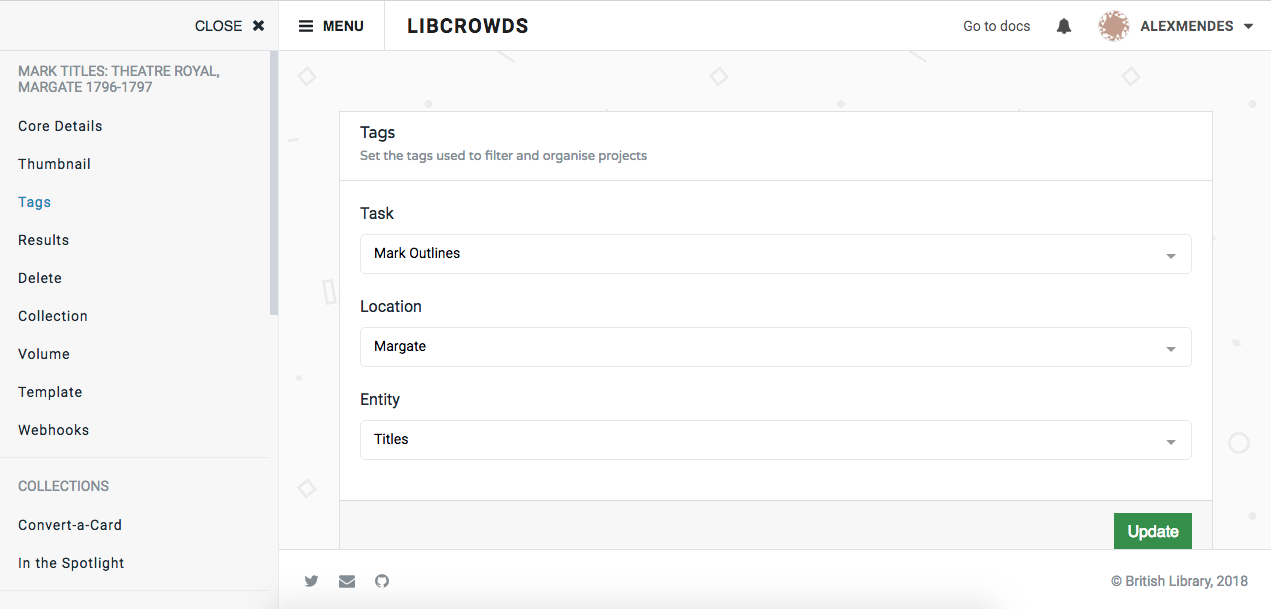 CLOSE
MENU
LIBCROWDS
Go to docs
ALEXMENDES
MARK TITLES: THEATRE ROYAL,
MARGATE 1796-1797
Core Details
Thumbnail
Tags
Results
Delete
Collection
Volume
Template
Webhooks
COLLECTIONS
Convert-a-Card
In the Spotlight
Tags
Set the tags used to filter and organise projects
Task
Mark Outlines
Location
Margate
Entity
Titles
Update
© British Library, 2018